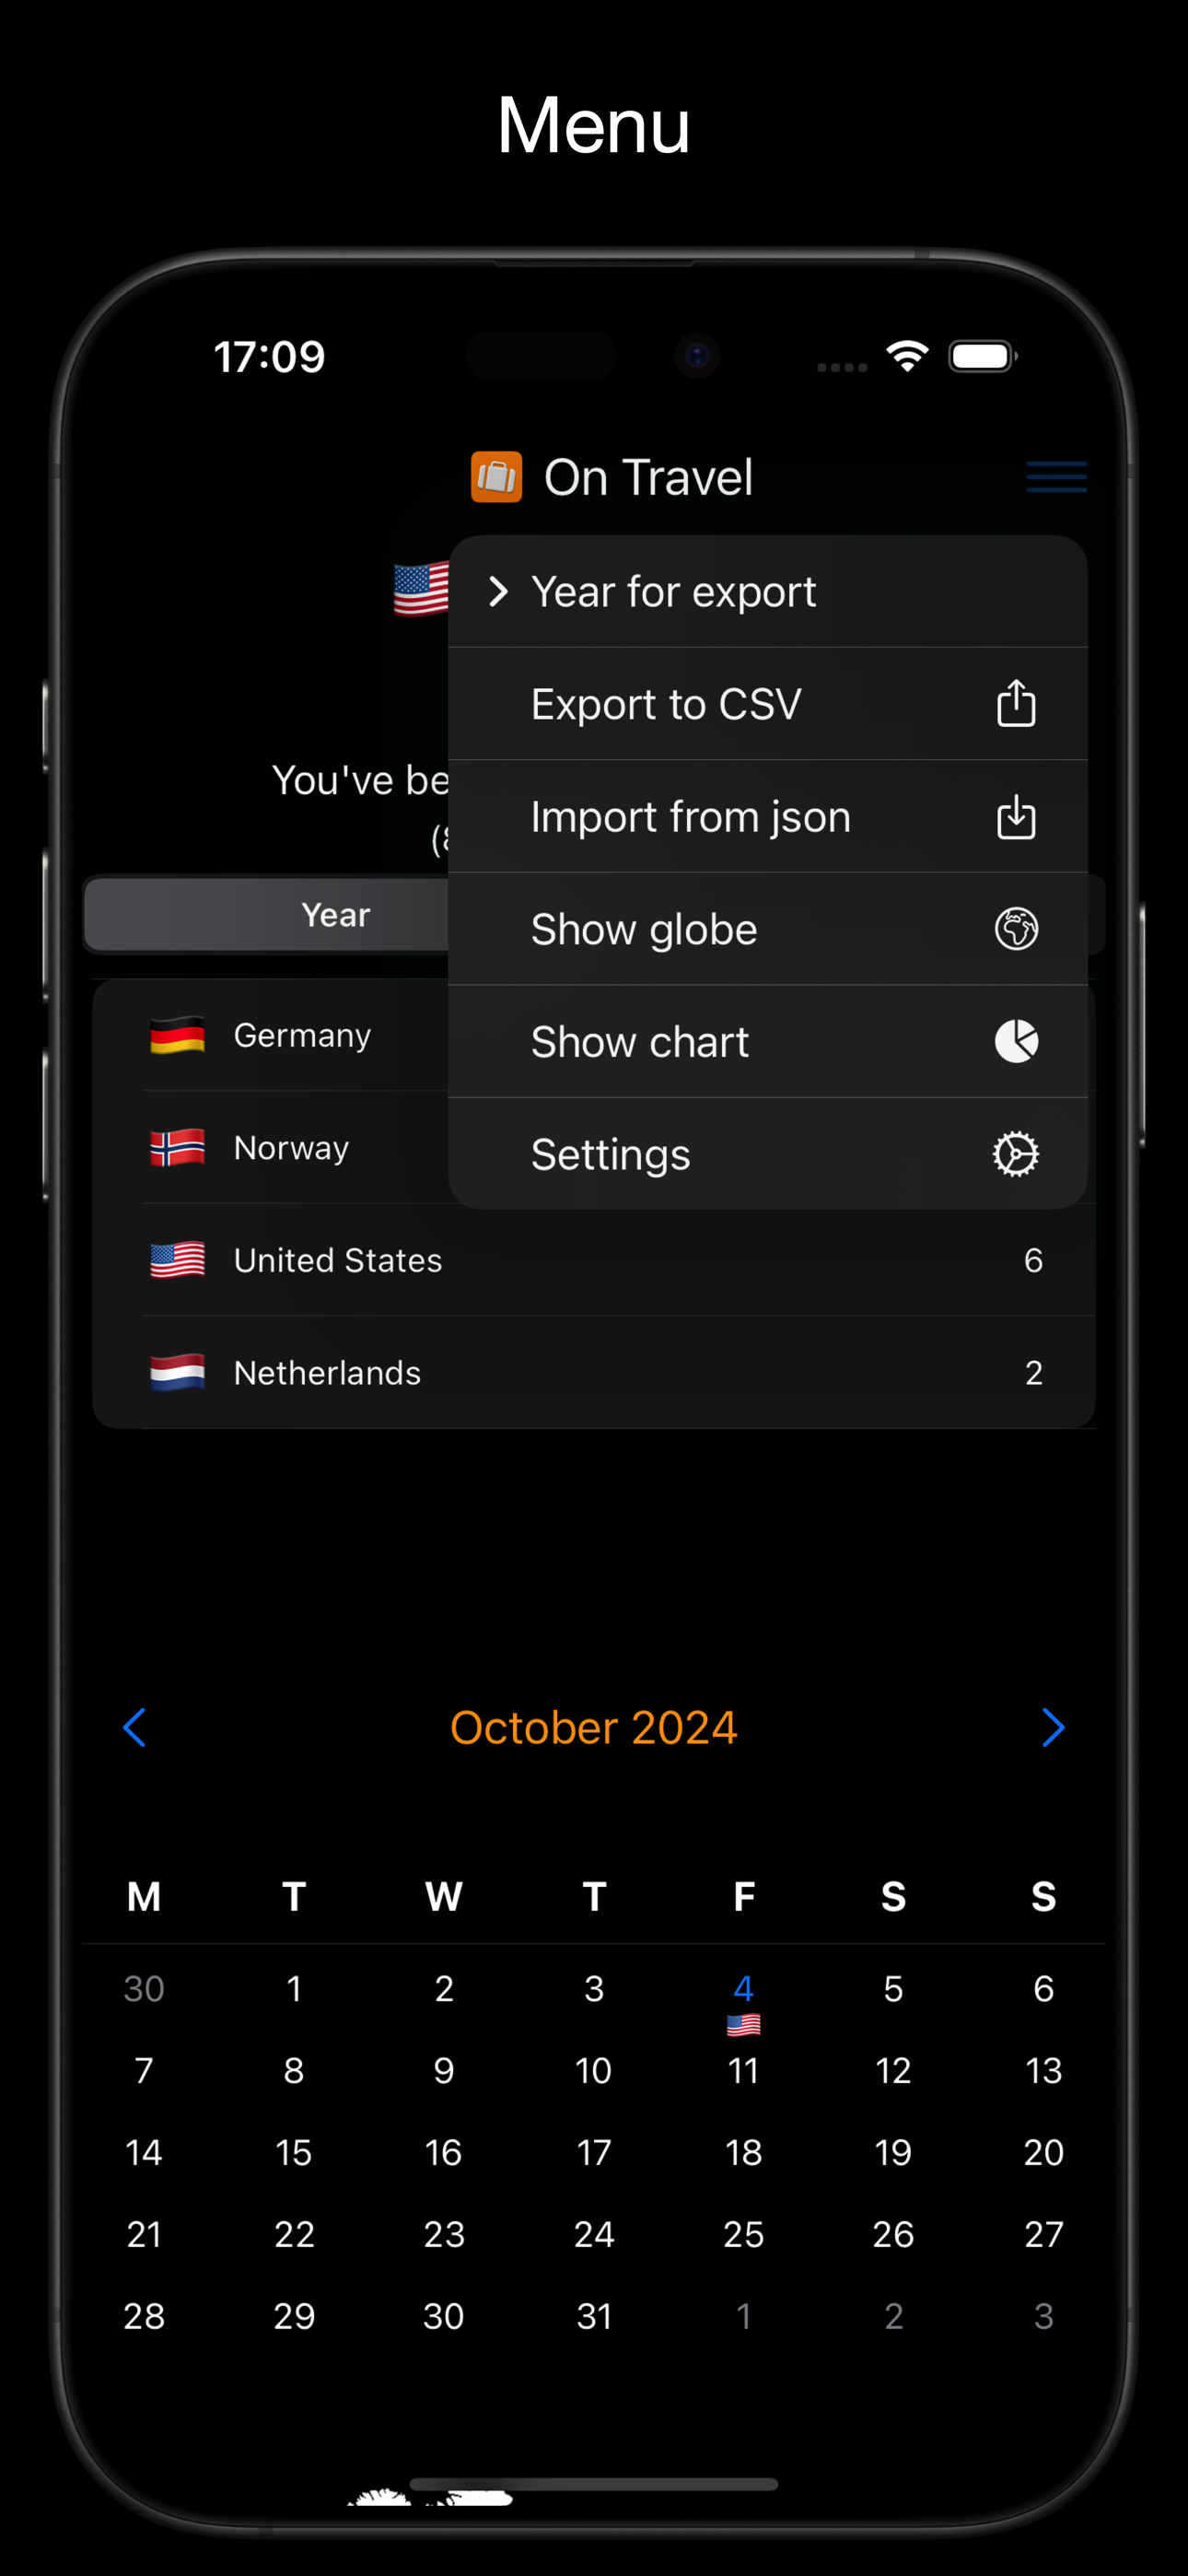 Menu
17:09
On Travel
Year for export
Export to CSV
You've be
Import from json
Year
Show globe
Germany
Show chart
Norway
Settings
United States 6
Netherlands 2
October 2024
M T W T F S S
30 1 2 3 4 5 6
7 8 9 10 11 12 13
14 15 16 17 18 19 20
21 22 23 24 25 26 27
28 29 30 31 1 2 3